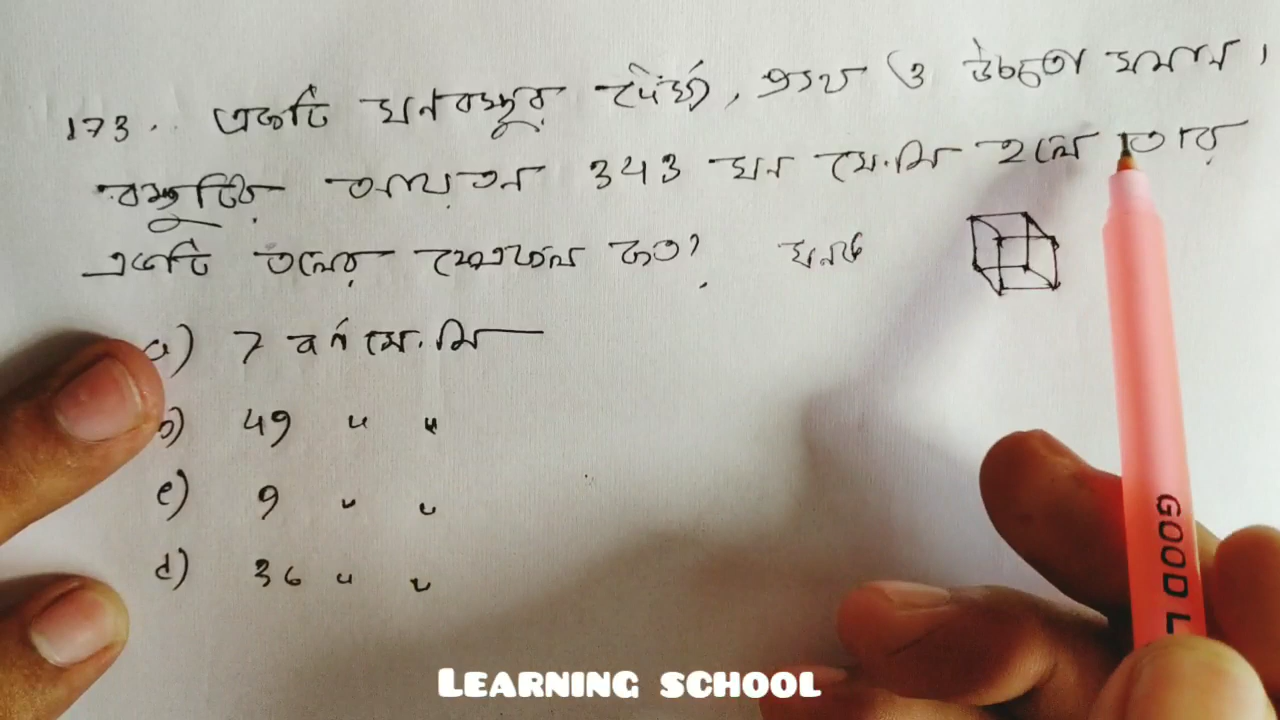 173. একটি ঘনবস্তুর দৈর্ঘ্য, প্রস্থ ও উচ্চতা সমান।
বস্তুটির আয়তন 343 ঘন সে.মি হলে তার
একটি তলের ক্ষেত্রফল কত? ঘনক
a) 7 বর্গ সে.মি
b) 49 " "
c) 9 " "
d) 36 " "
GOOD L
LEARNING SCHOOL